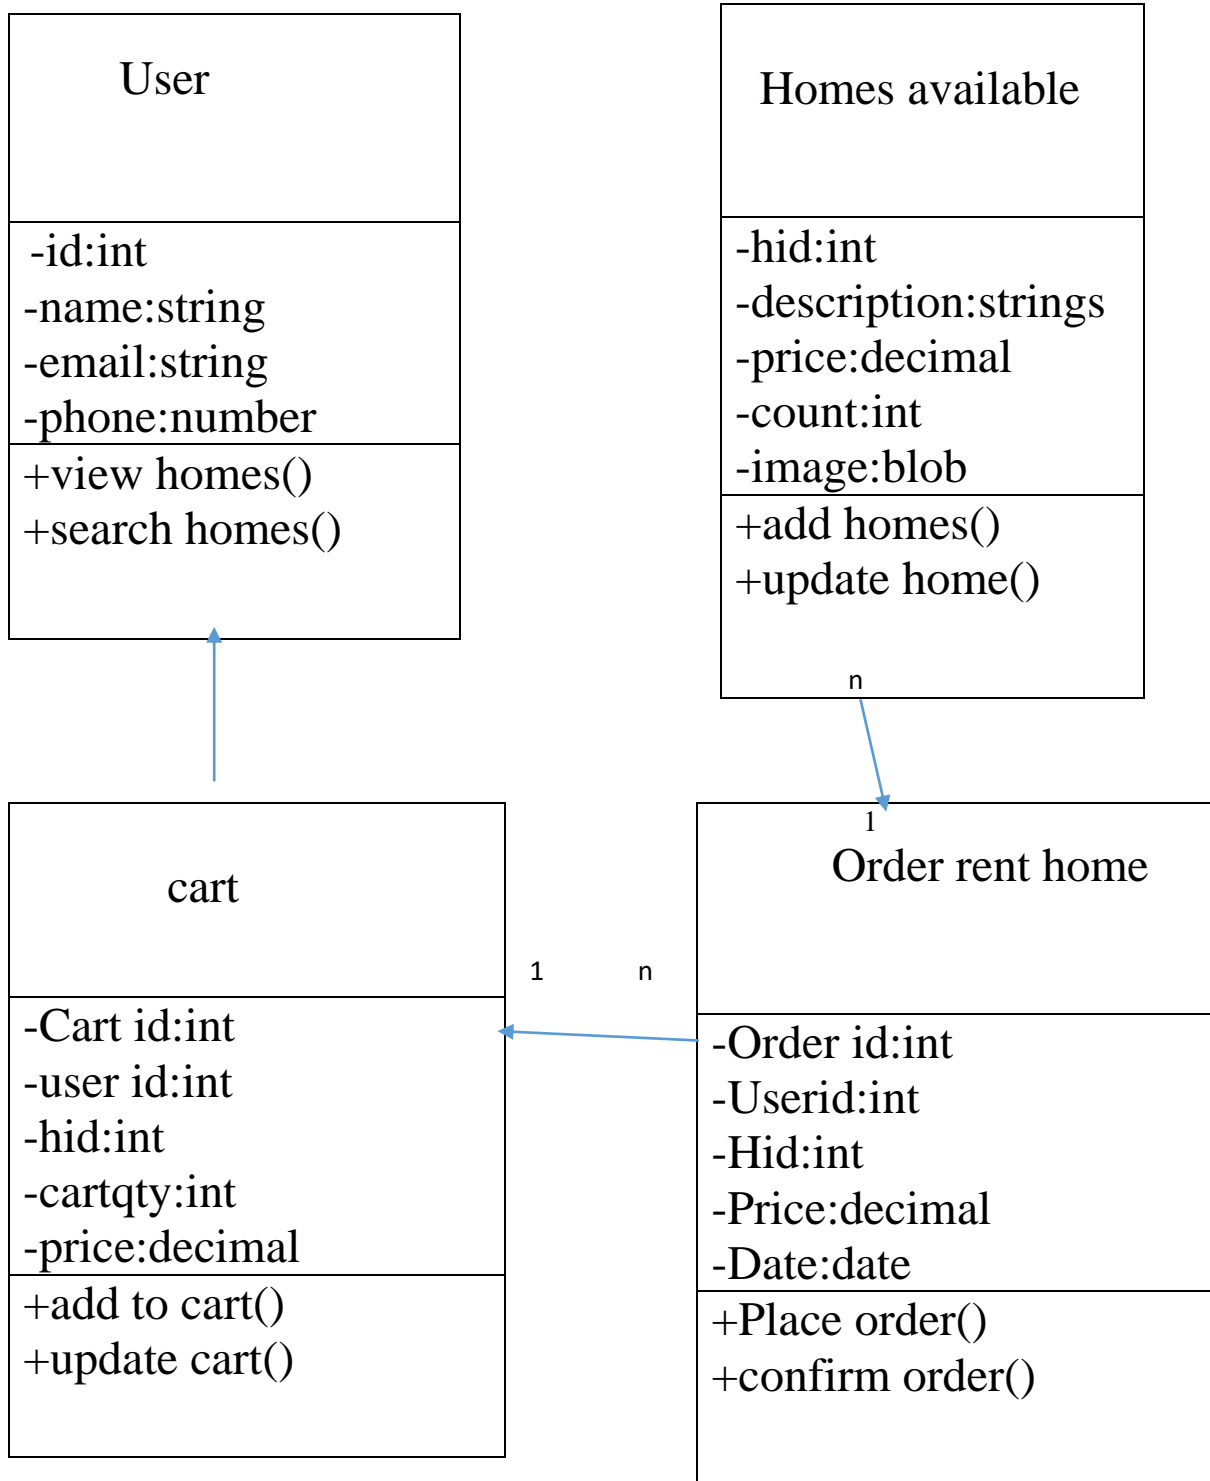 User
-id:int
-name:string
-email:string
-phone:number
+view homes()
+search homes()
Homes available
-hid:int
-description:strings
-price:decimal
-count:int
-image:blob
+add homes()
+update home()
n
cart
-Cart id:int
-user id:int
-hid:int
-cartqty:int
-price:decimal
+add to cart()
+update cart()
1 n
1
Order rent home
-Order id:int
-Userid:int
-Hid:int
-Price:decimal
-Date:date
+Place order()
+confirm order()